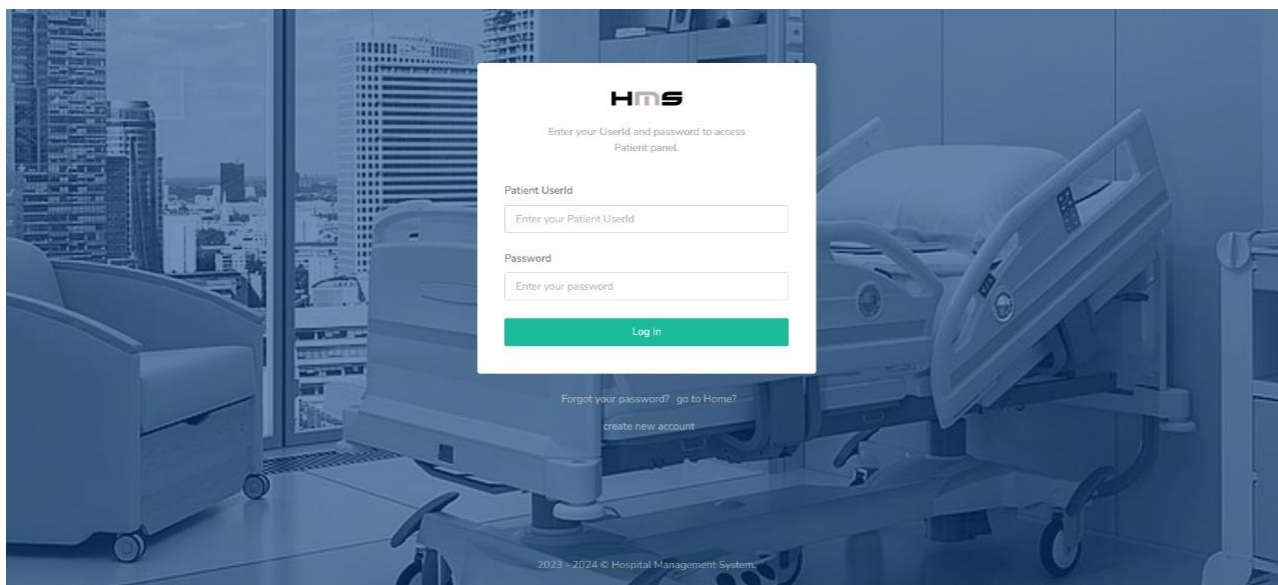 HMS
Enter your UserId and password to access
Patient panel.
Patient UserId
Enter your Patient UserId
Password
Enter your password
Log In
Forgot your password? go to Home?
create new account
2023 - 2024 © Hospital Management System.